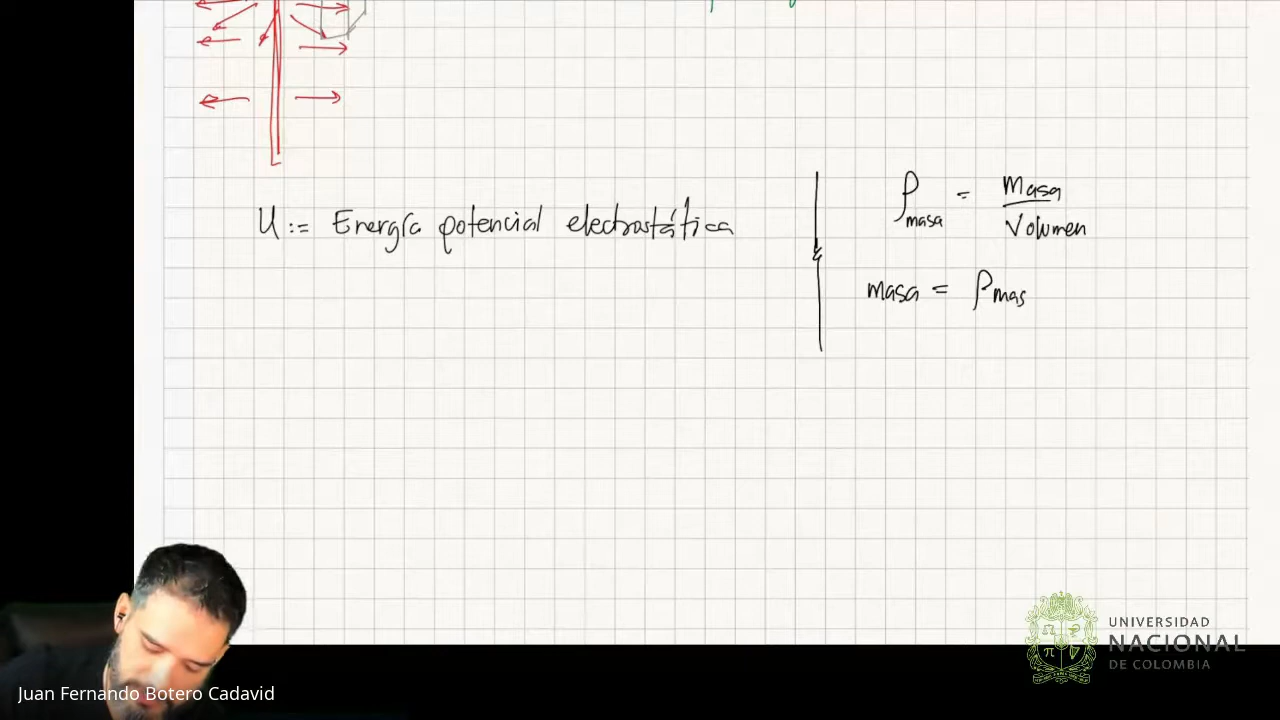 U := Energía potencial electrostática
ρmasa = masa / Volumen
masa = ρmas
UNIVERSIDAD
NACIONAL
DE COLOMBIA
Juan Fernando Botero Cadavid